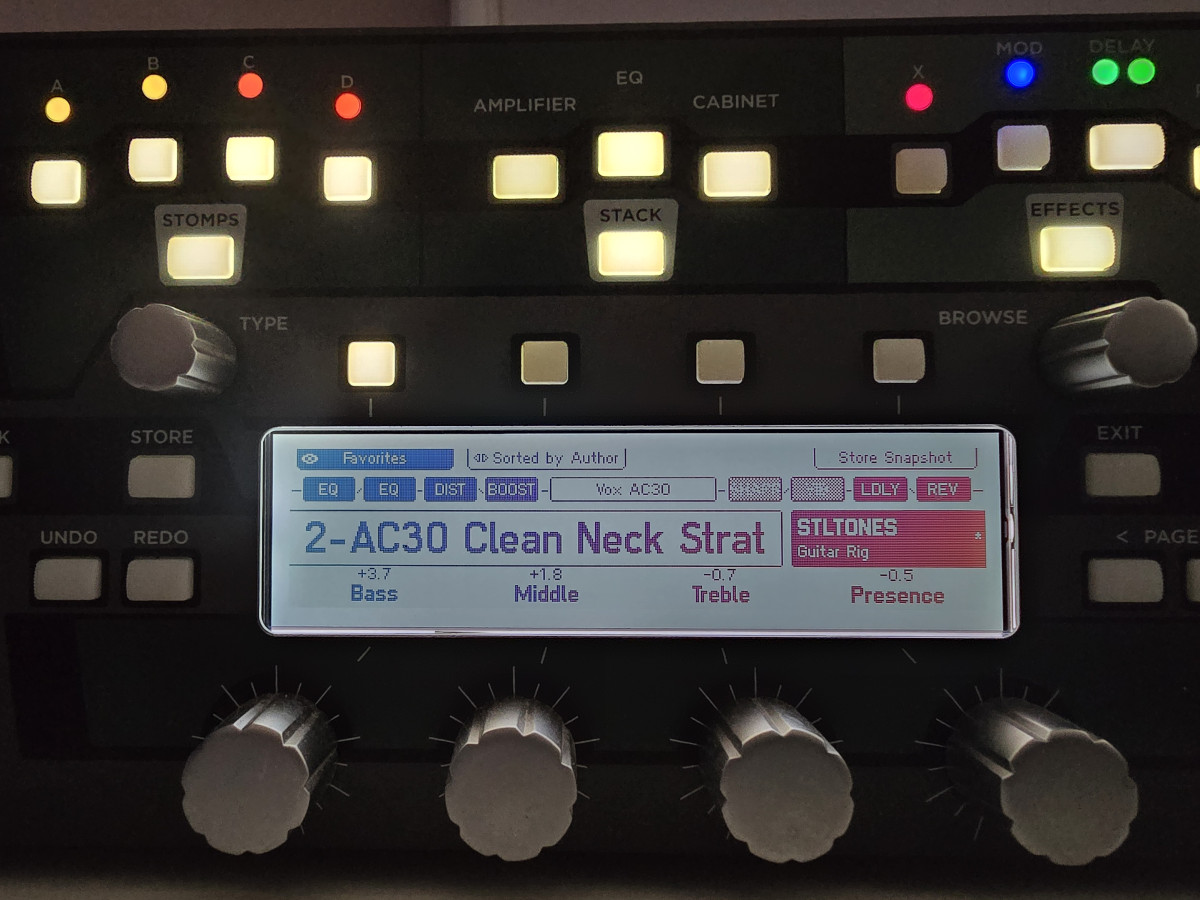 A B C D
AMPLIFIER EQ CABINET
X MOD DELAY
STOMPS STACK EFFECTS
TYPE BROWSE
K STORE EXIT
UNDO REDO < PAGE
Favorites Sorted by Author Store Snapshot
EQ EQ DIST BOOST Vox AC30 LDLY REV
2-AC30 Clean Neck Strat
STLTONES *
Guitar Rig
+3.7 +1.8 -0.7 -0.5
Bass Middle Treble Presence